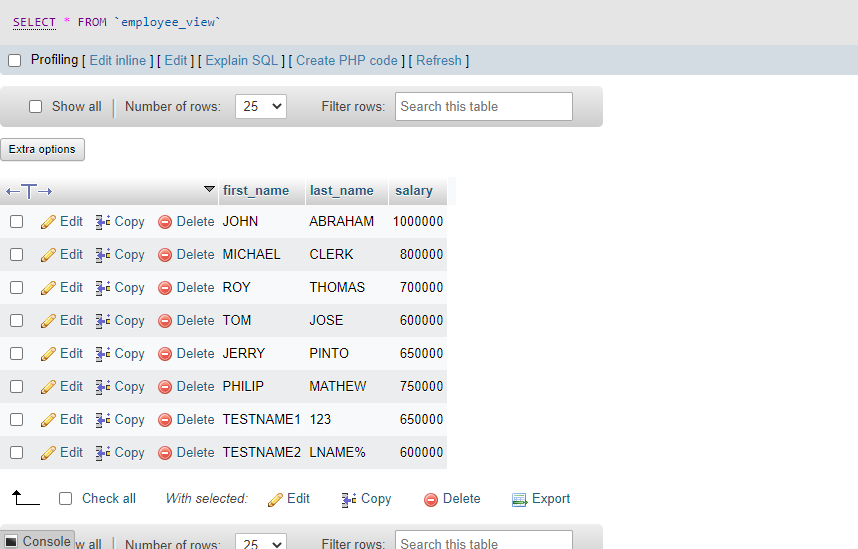 SELECT * FROM `employee_view`
Profiling [ Edit inline ] [ Edit ] [ Explain SQL ] [ Create PHP code ] [ Refresh ]
Show all | Number of rows: 25 Filter rows: Search this table
Extra options
first_name last_name salary
Edit Copy Delete JOHN ABRAHAM 1000000
Edit Copy Delete MICHAEL CLERK 800000
Edit Copy Delete ROY THOMAS 700000
Edit Copy Delete TOM JOSE 600000
Edit Copy Delete JERRY PINTO 650000
Edit Copy Delete PHILIP MATHEW 750000
Edit Copy Delete TESTNAME1 123 650000
Edit Copy Delete TESTNAME2 LNAME% 600000
Check all With selected: Edit Copy Delete Export
Console w all | Number of rows: 25 Filter rows: Search this table